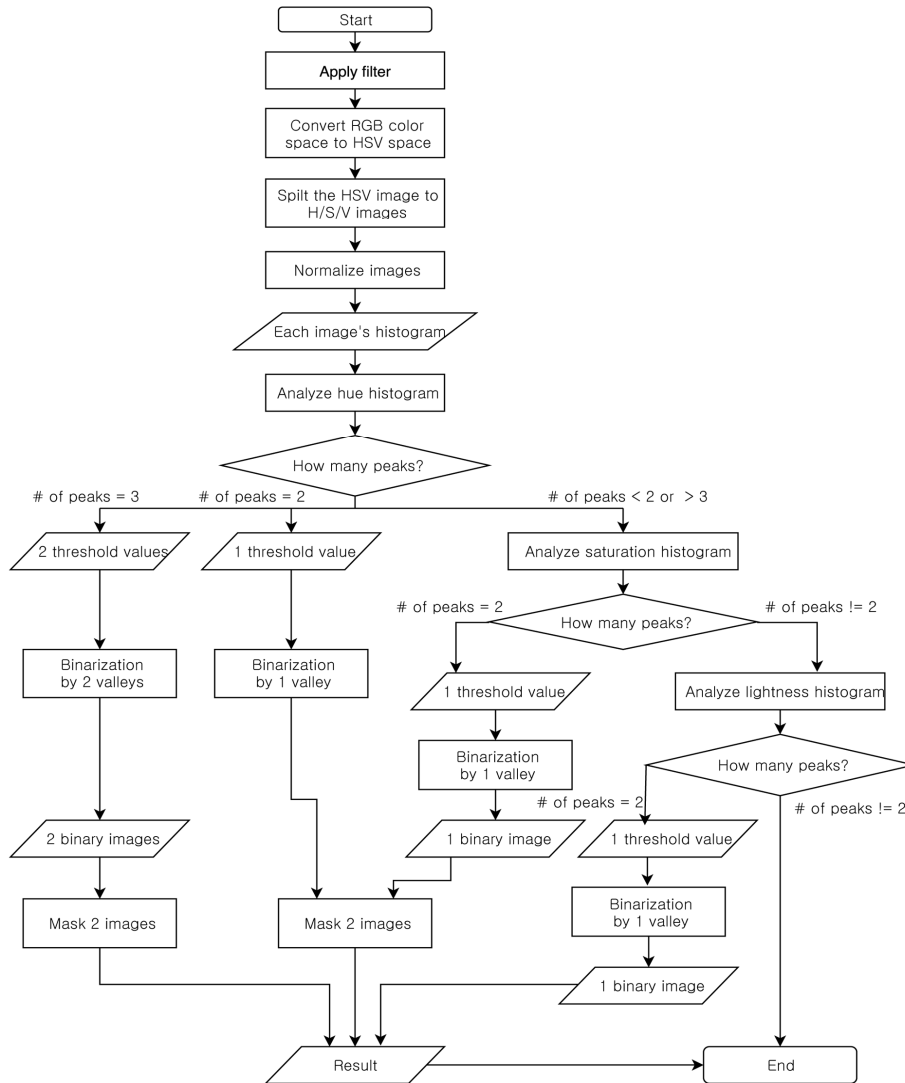 Start
Apply filter
Convert RGB color
space to HSV space
Spilt the HSV image to
H/S/V images
Normalize images
Each image's histogram
Analyze hue histogram
How many peaks?
# of peaks = 3
# of peaks = 2
# of peaks < 2 or > 3
2 threshold values
1 threshold value
Analyze saturation histogram
# of peaks = 2
How many peaks?
# of peaks != 2
Binarization
by 2 valleys
Binarization
by 1 valley
1 threshold value
Analyze lightness histogram
Binarization
by 1 valley
How many peaks?
# of peaks = 2
# of peaks != 2
2 binary images
1 binary image
1 threshold value
Mask 2 images
Mask 2 images
Binarization
by 1 valley
1 binary image
Result
End